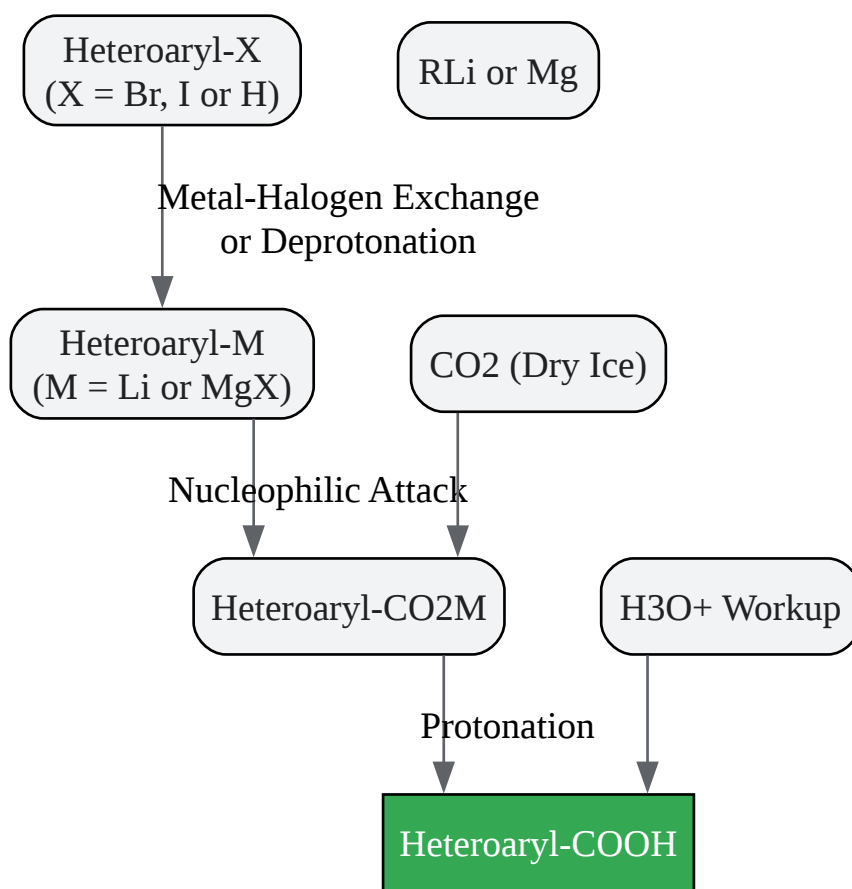 Heteroaryl-X
(X = Br, I or H)
RLi or Mg
Metal-Halogen Exchange
or Deprotonation
Heteroaryl-M
(M = Li or MgX)
CO2 (Dry Ice)
Nucleophilic Attack
Heteroaryl-CO2M
H3O+ Workup
Protonation
Heteroaryl-COOH